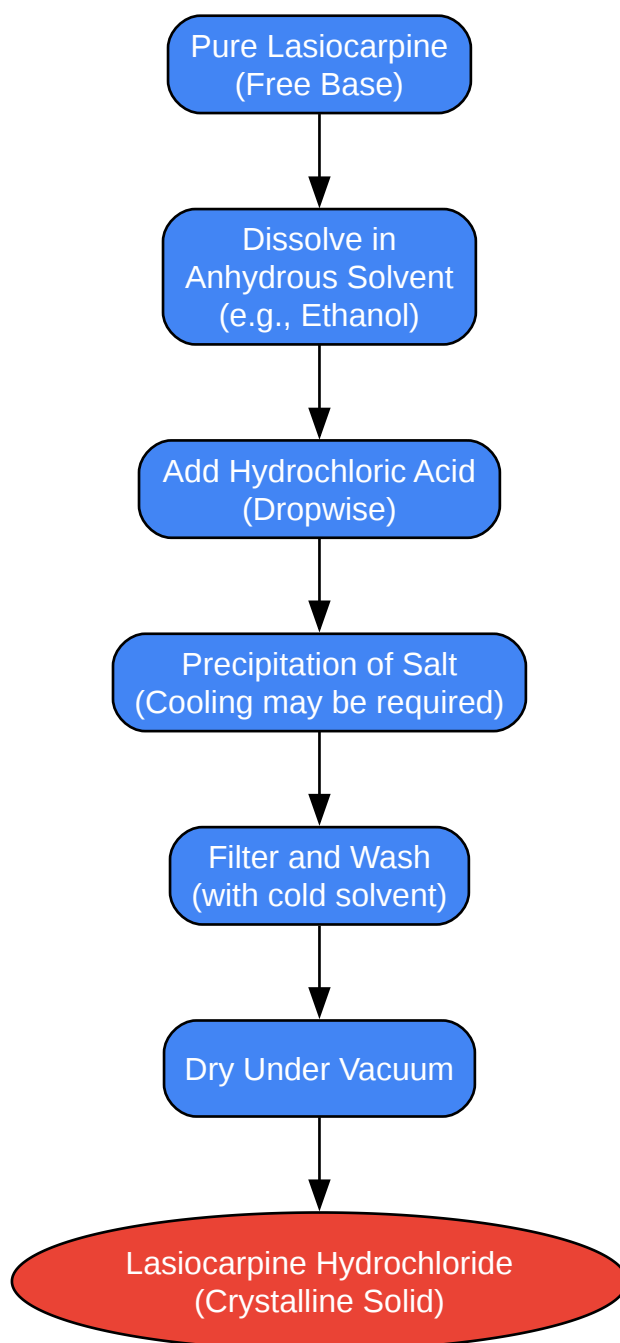 Pure Lasiocarpine
(Free Base)
Dissolve in
Anhydrous Solvent
(e.g., Ethanol)
Add Hydrochloric Acid
(Dropwise)
Precipitation of Salt
(Cooling may be required)
Filter and Wash
(with cold solvent)
Dry Under Vacuum
Lasiocarpine Hydrochloride
(Crystalline Solid)